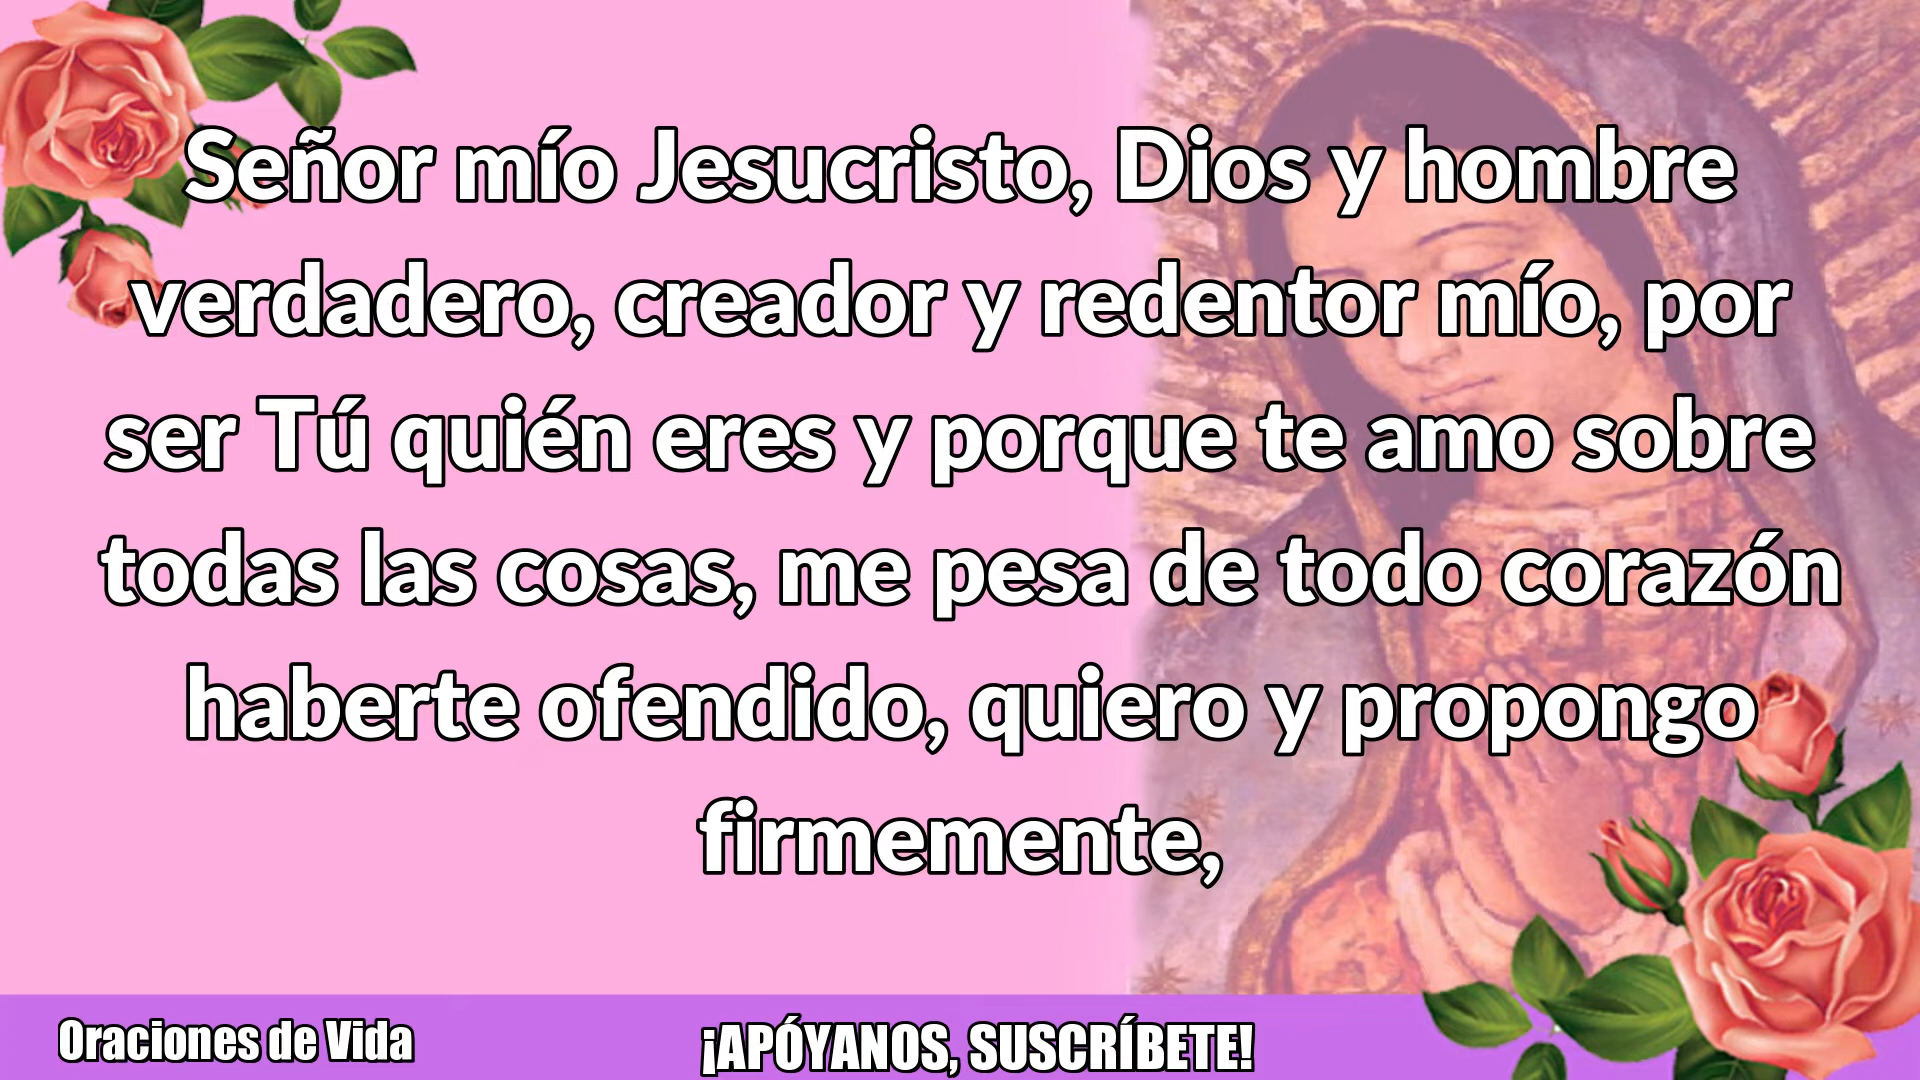 Señor mío Jesucristo, Dios y hombre
verdadero, creador y redentor mío, por
ser Tú quién eres y porque te amo sobre
todas las cosas, me pesa de todo corazón
haberte ofendido, quiero y propongo
firmemente,
Oraciones de Vida
¡APÓYANOS, SUSCRÍBETE!